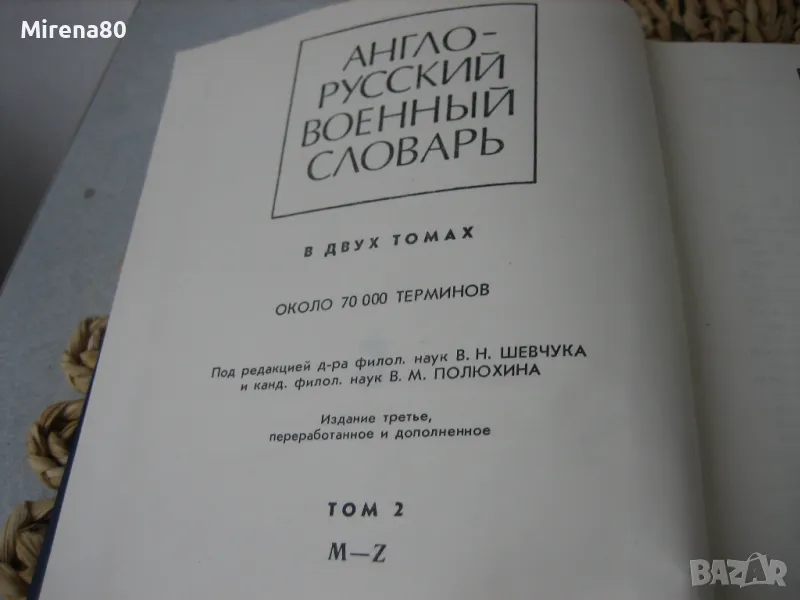 Mirena80
АНГЛО-
РУССКИЙ
ВОЕННЫЙ
СЛОВАРЬ
В ДВУХ ТОМАХ
ОКОЛО 70 000 ТЕРМИНОВ
Под редакцией д-ра филол. наук В. Н. ШЕВЧУКА
и канд. филол. наук В. М. ПОЛЮХИНА
Издание третье,
переработанное и дополненное
ТОМ 2
M—Z
BAZAR